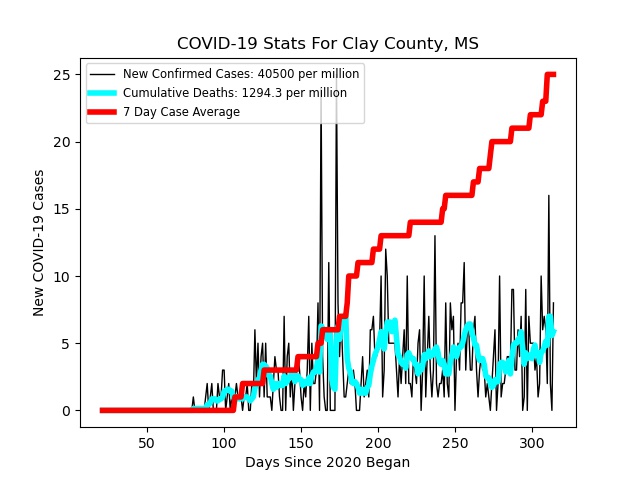 COVID-19 Stats For Clay County, MS
New Confirmed Cases: 40500 per million
Cumulative Deaths: 1294.3 per million
7 Day Case Average
New COVID-19 Cases
25
20
15
10
5
0
50 100 150 200 250 300
Days Since 2020 Began